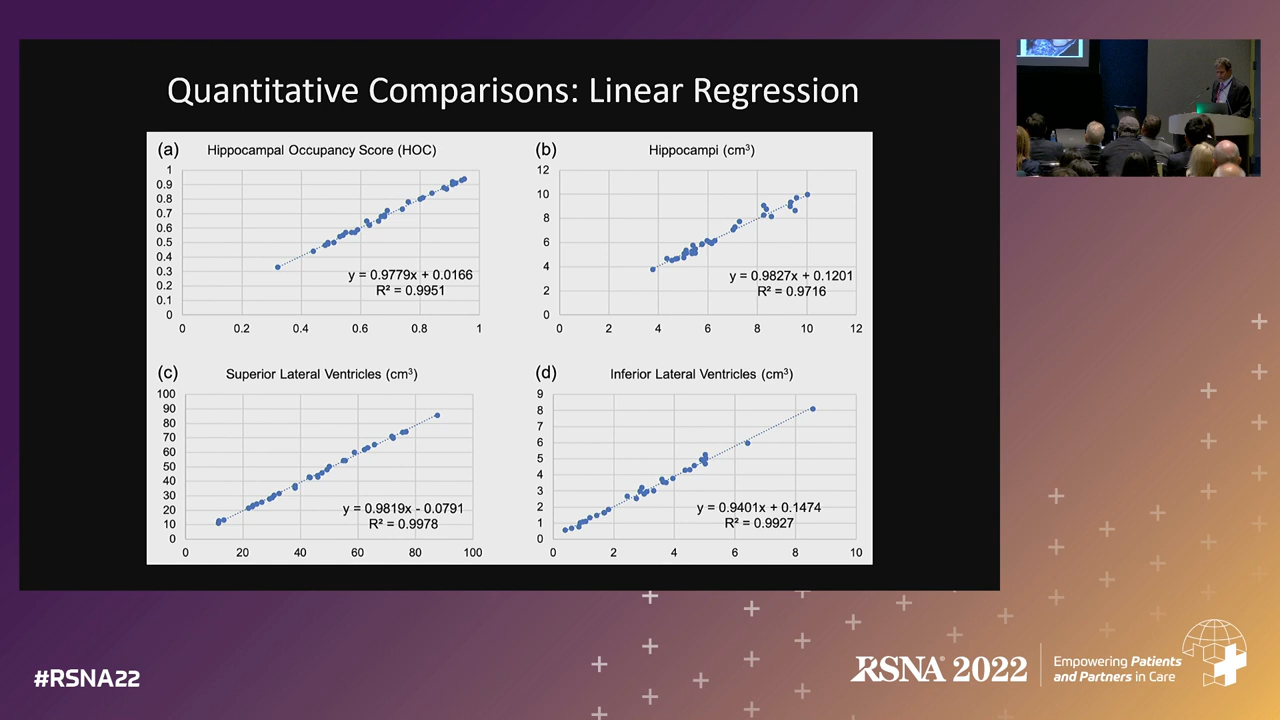 Quantitative Comparisons: Linear Regression
(a) Hippocampal Occupancy Score (HOC)
1
0.9
0.8
0.7
0.6
0.5
0.4
0.3
0.2
0.1
0
0 0.2 0.4 0.6 0.8 1
y = 0.9779x + 0.0166
R² = 0.9951
(b) Hippocampi (cm³)
12
10
8
6
4
2
0
0 2 4 6 8 10 12
y = 0.9827x + 0.1201
R² = 0.9716
(c) Superior Lateral Ventricles (cm³)
100
90
80
70
60
50
40
30
20
10
0
0 20 40 60 80 100
y = 0.9819x - 0.0791
R² = 0.9978
(d) Inferior Lateral Ventricles (cm³)
9
8
7
6
5
4
3
2
1
0
0 2 4 6 8 10
y = 0.9401x + 0.1474
R² = 0.9927
#RSNA22
RSNA® 2022
Empowering Patients
and Partners in Care